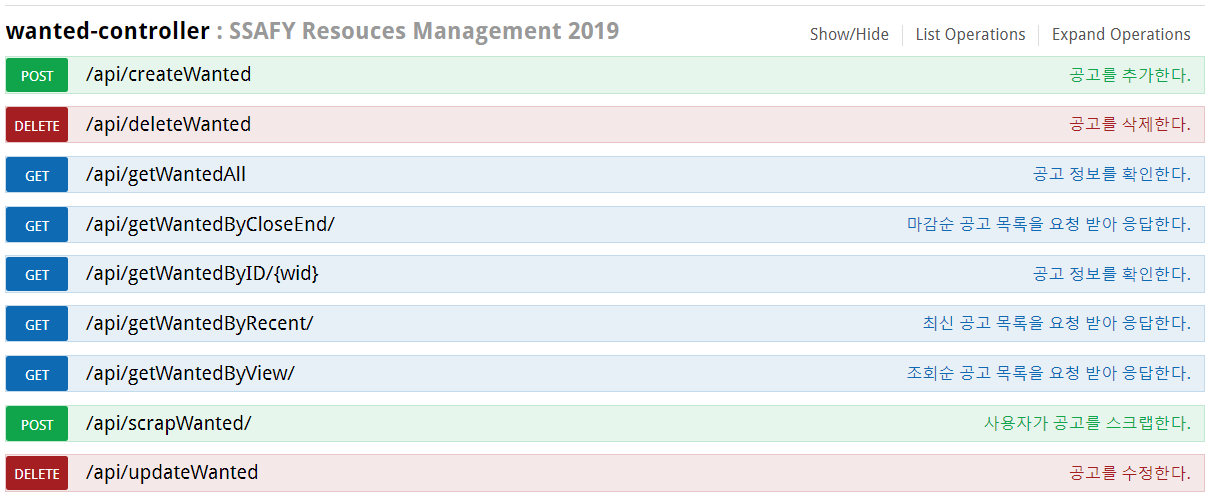 wanted-controller : SSAFY Resouces Management 2019 Show/Hide List Operations Expand Operations
POST /api/createWanted 공고를 추가한다.
DELETE /api/deleteWanted 공고를 삭제한다.
GET /api/getWantedAll 공고 정보를 확인한다.
GET /api/getWantedByCloseEnd/ 마감순 공고 목록을 요청 받아 응답한다.
GET /api/getWantedByID/{wid} 공고 정보를 확인한다.
GET /api/getWantedByRecent/ 최신 공고 목록을 요청 받아 응답한다.
GET /api/getWantedByView/ 조회순 공고 목록을 요청 받아 응답한다.
POST /api/scrapWanted/ 사용자가 공고를 스크랩한다.
DELETE /api/updateWanted 공고를 수정한다.